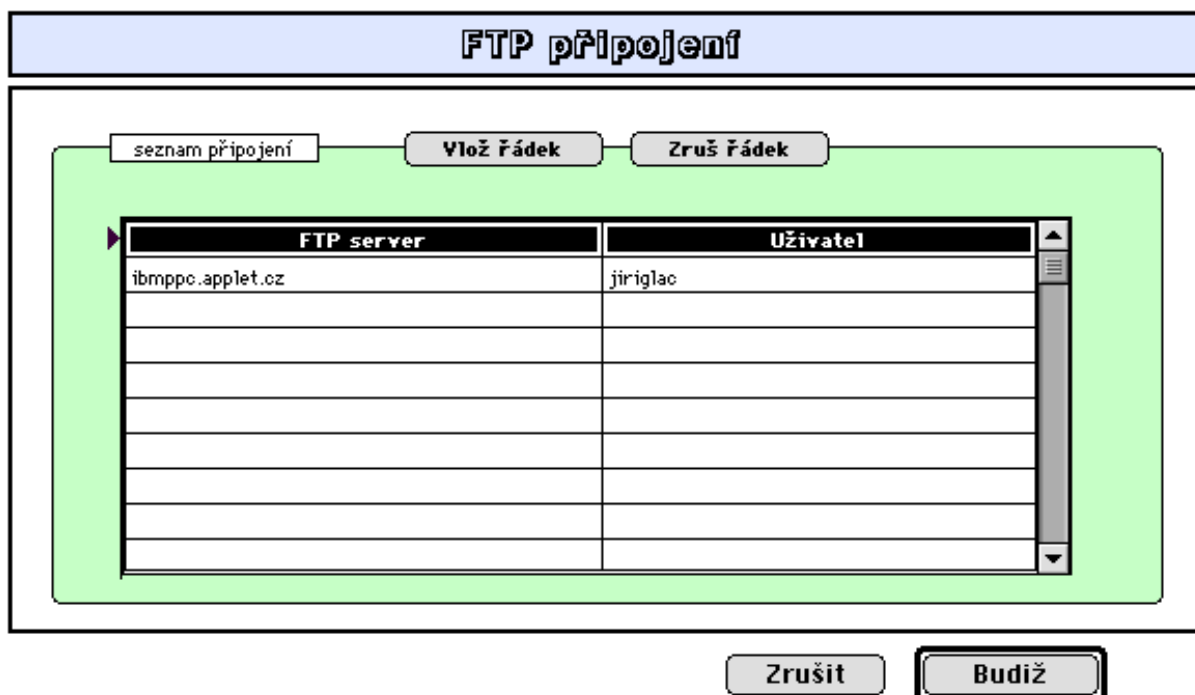 FTP připojení
seznam připojení Vlož řádek Zruš řádek
FTP server Uživatel
ibmppc.applet.cz jiriglac
Zrušit Budiž